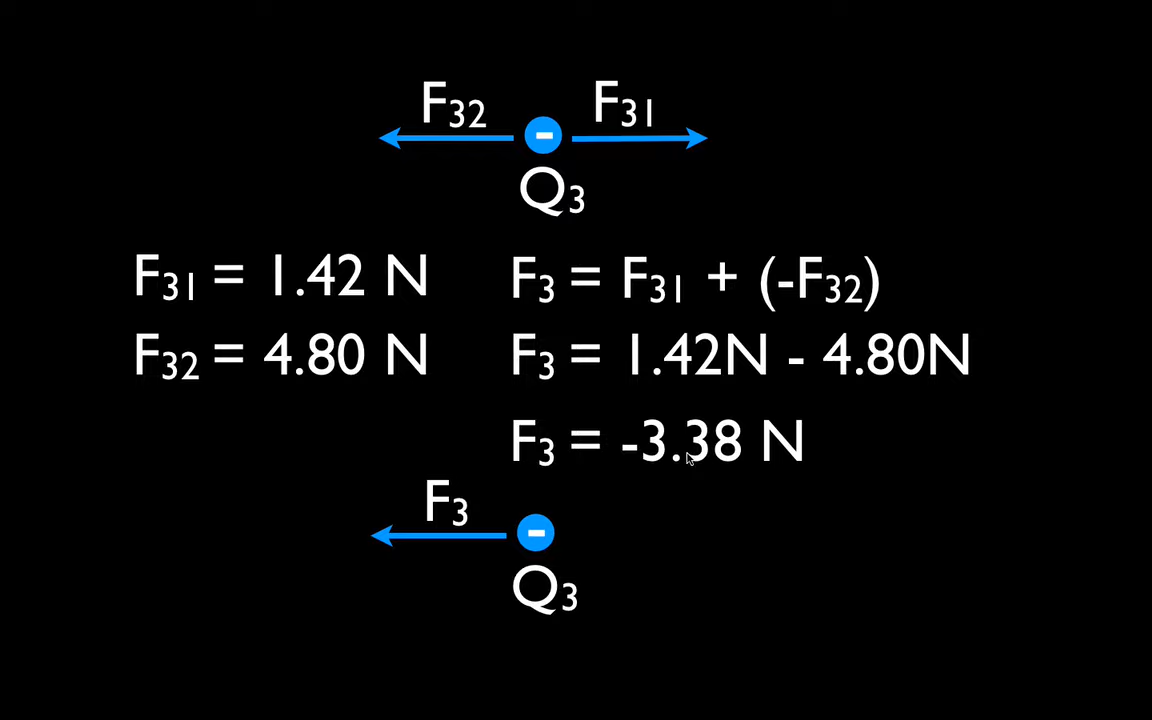 F₃₂ F₃₁
-
Q₃
F₃₁ = 1.42 N
F₃₂ = 4.80 N
F₃ = F₃₁ + (-F₃₂)
F₃ = 1.42N - 4.80N
F₃ = -3.38 N
F₃
-
Q₃